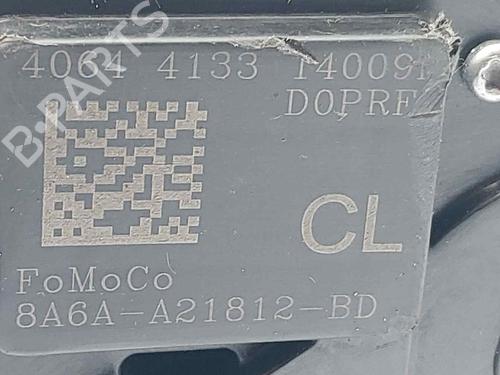 4064 4133 14009
D0PRF
CL
FoMoCo
8A6A-A21812-BD
B-PARTS